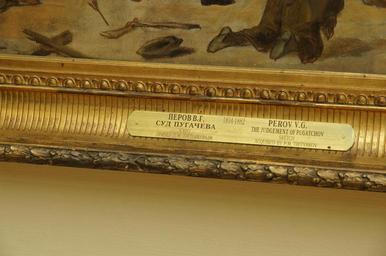 ПЕРОВ В.Г. 1834-1882 PEROV V.G.
СУД ПУГАЧЕВА THE JUDGEMENT OF PUGATCHOV
SKETCH
ACQUIRED BY P.M. TRETYAKOV